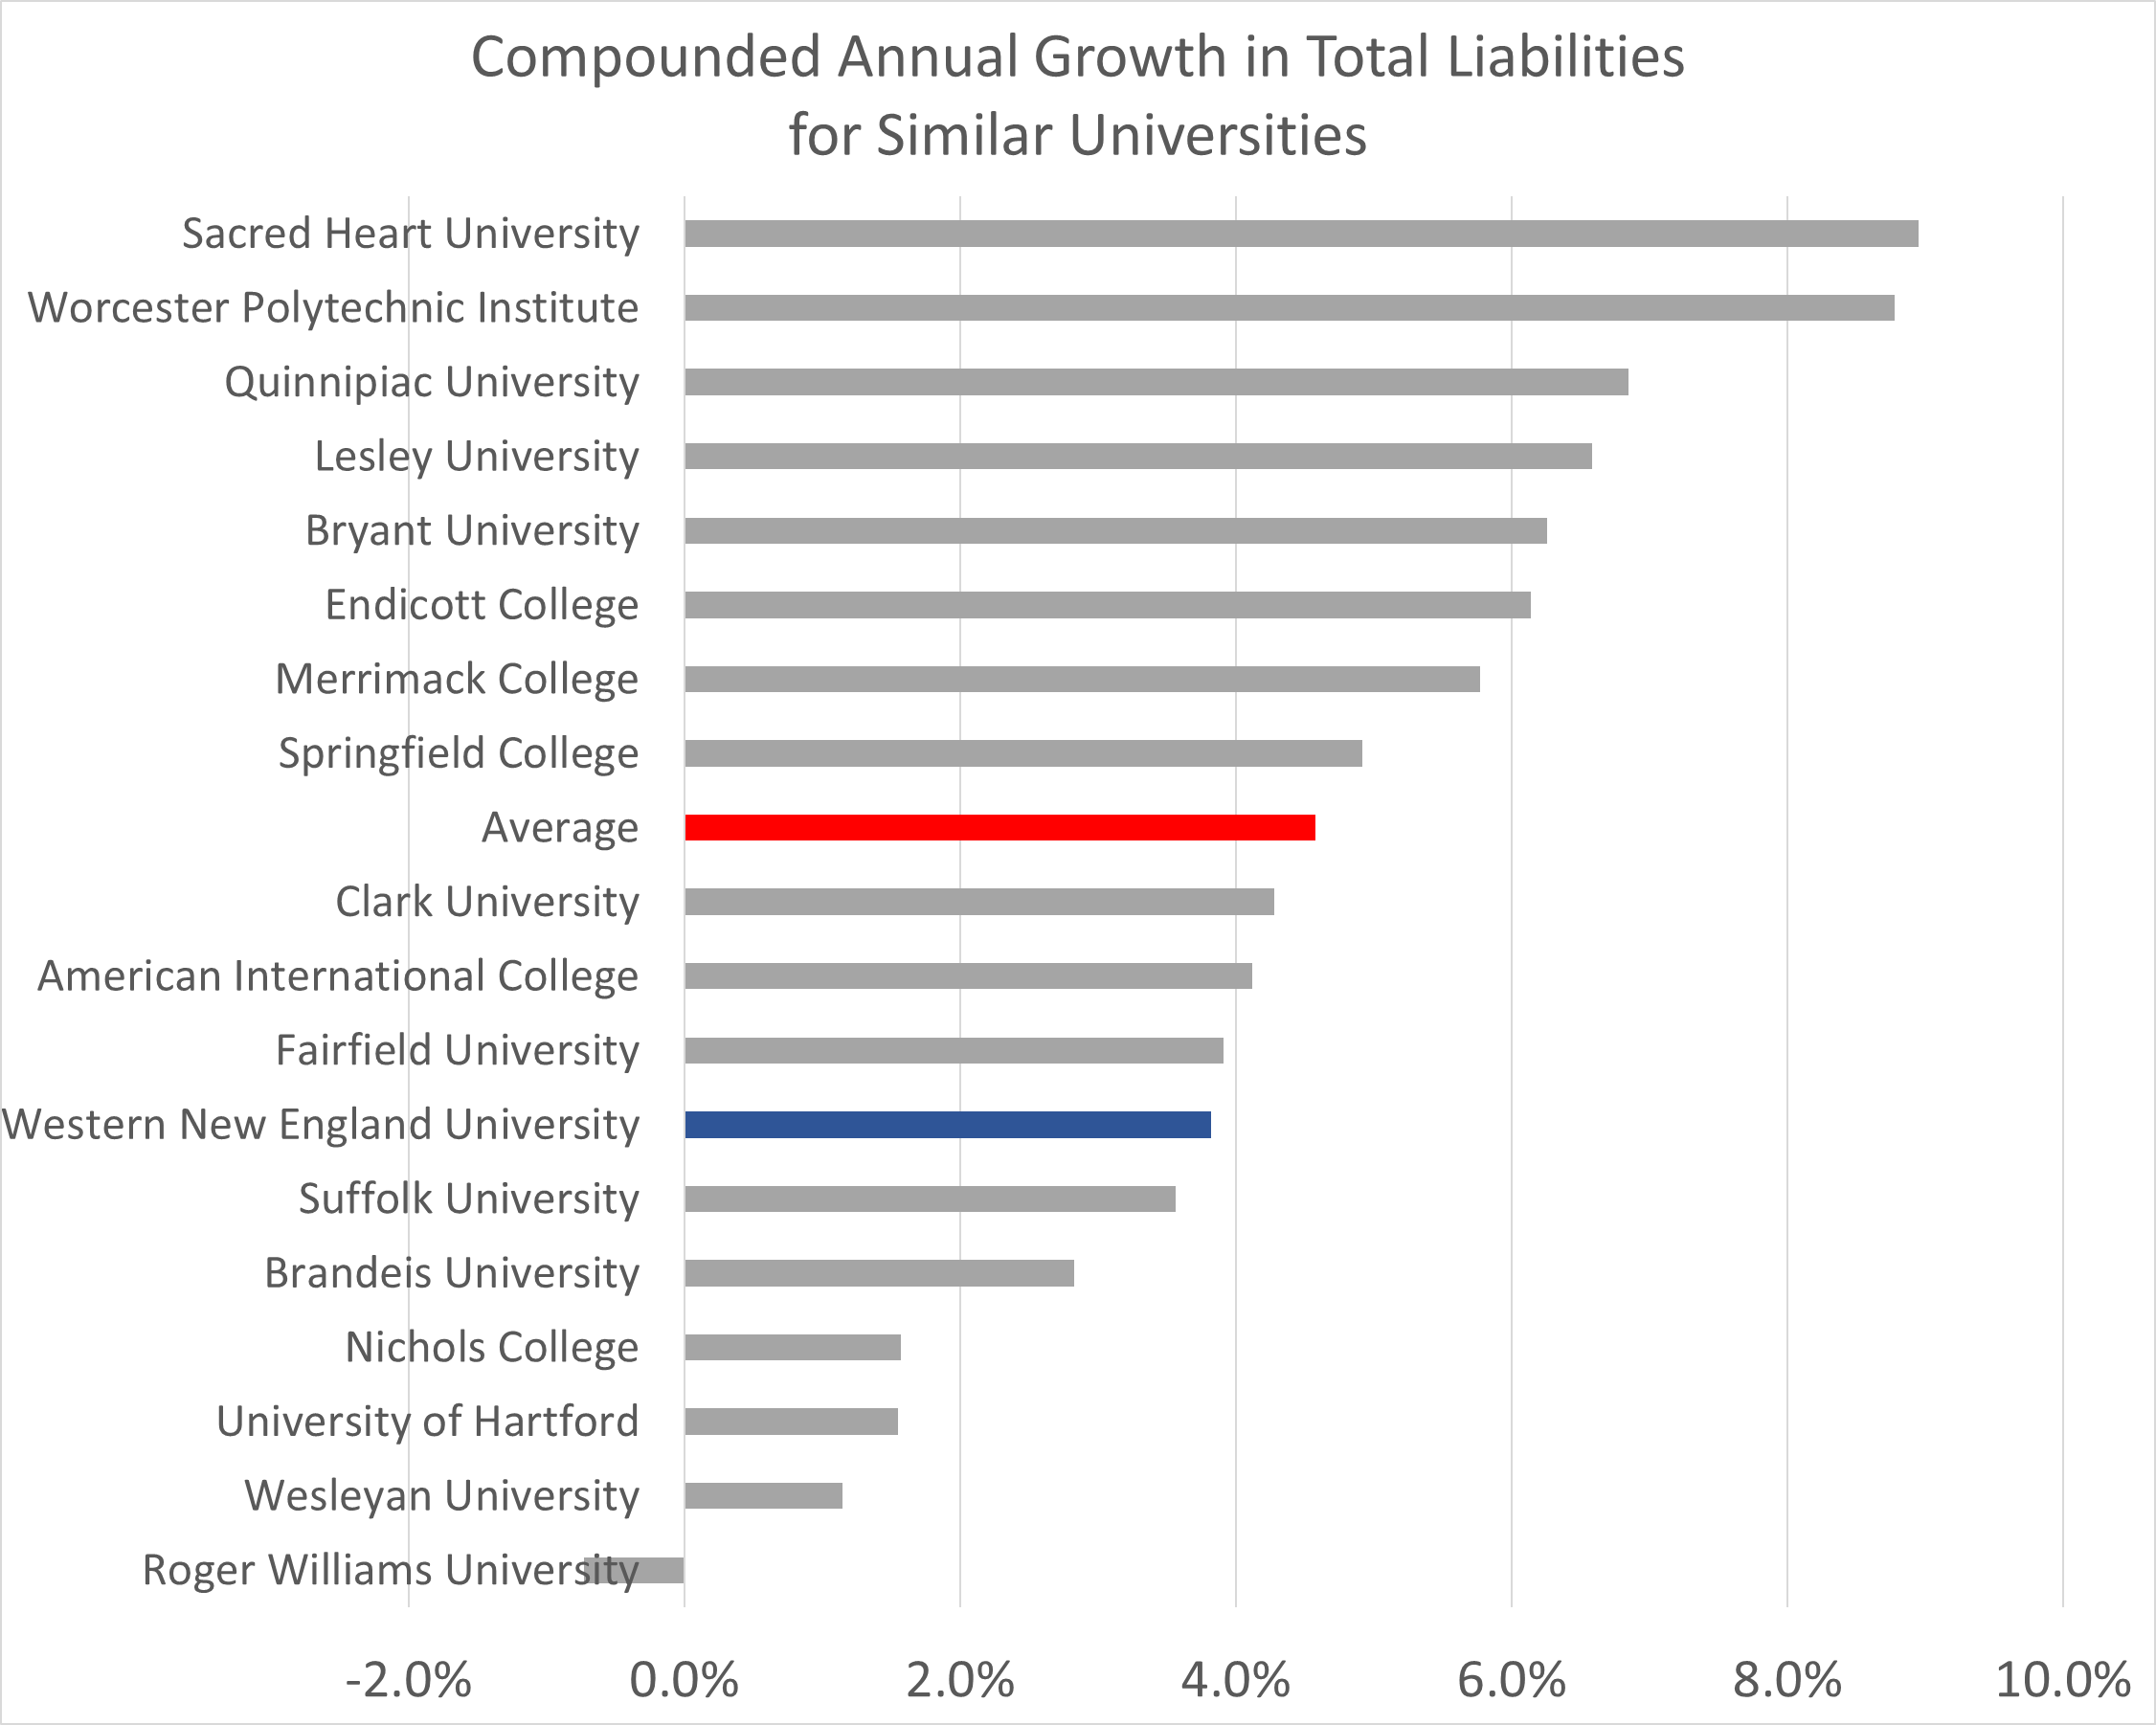 Compounded Annual Growth in Total Liabilities
for Similar Universities
Sacred Heart University
Worcester Polytechnic Institute
Quinnipiac University
Lesley University
Bryant University
Endicott College
Merrimack College
Springfield College
Average
Clark University
American International College
Fairfield University
Western New England University
Suffolk University
Brandeis University
Nichols College
University of Hartford
Wesleyan University
Roger Williams University
-2.0% 0.0% 2.0% 4.0% 6.0% 8.0% 10.0%